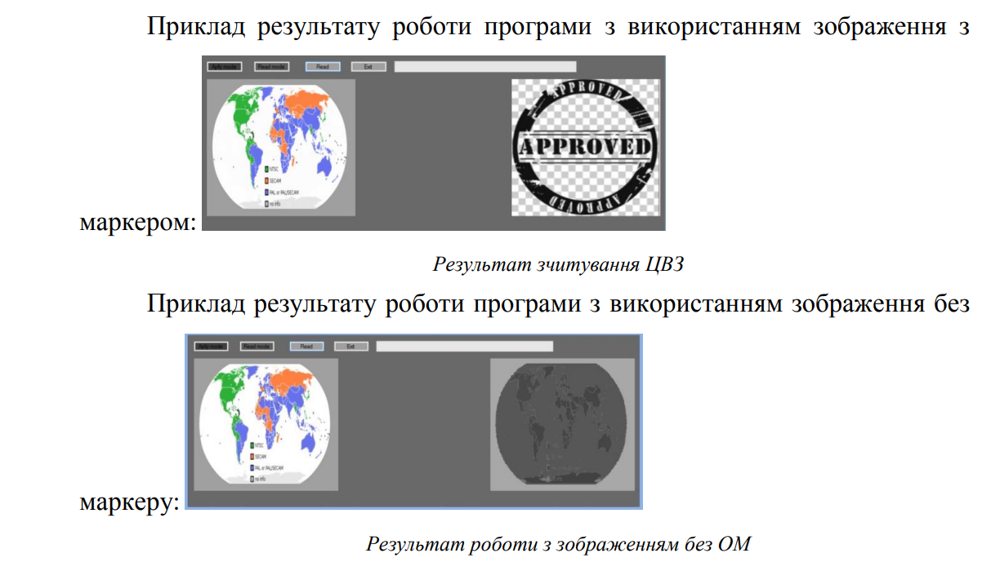 Приклад результату роботи програми з використанням зображення з
Apfy mode Read mode Read Exit
APPROVED
APPROVED
APPROVED
NTSC
SECAM
PAL or PAL/SECAM
no info
маркером:
Результат зчитування ЦВЗ
Приклад результату роботи програми з використанням зображення без
Apfy mode Read mode Read Exit
NTSC
SECAM
PAL or PAL/SECAM
no info
маркеру:
Результат роботи з зображенням без ОМ